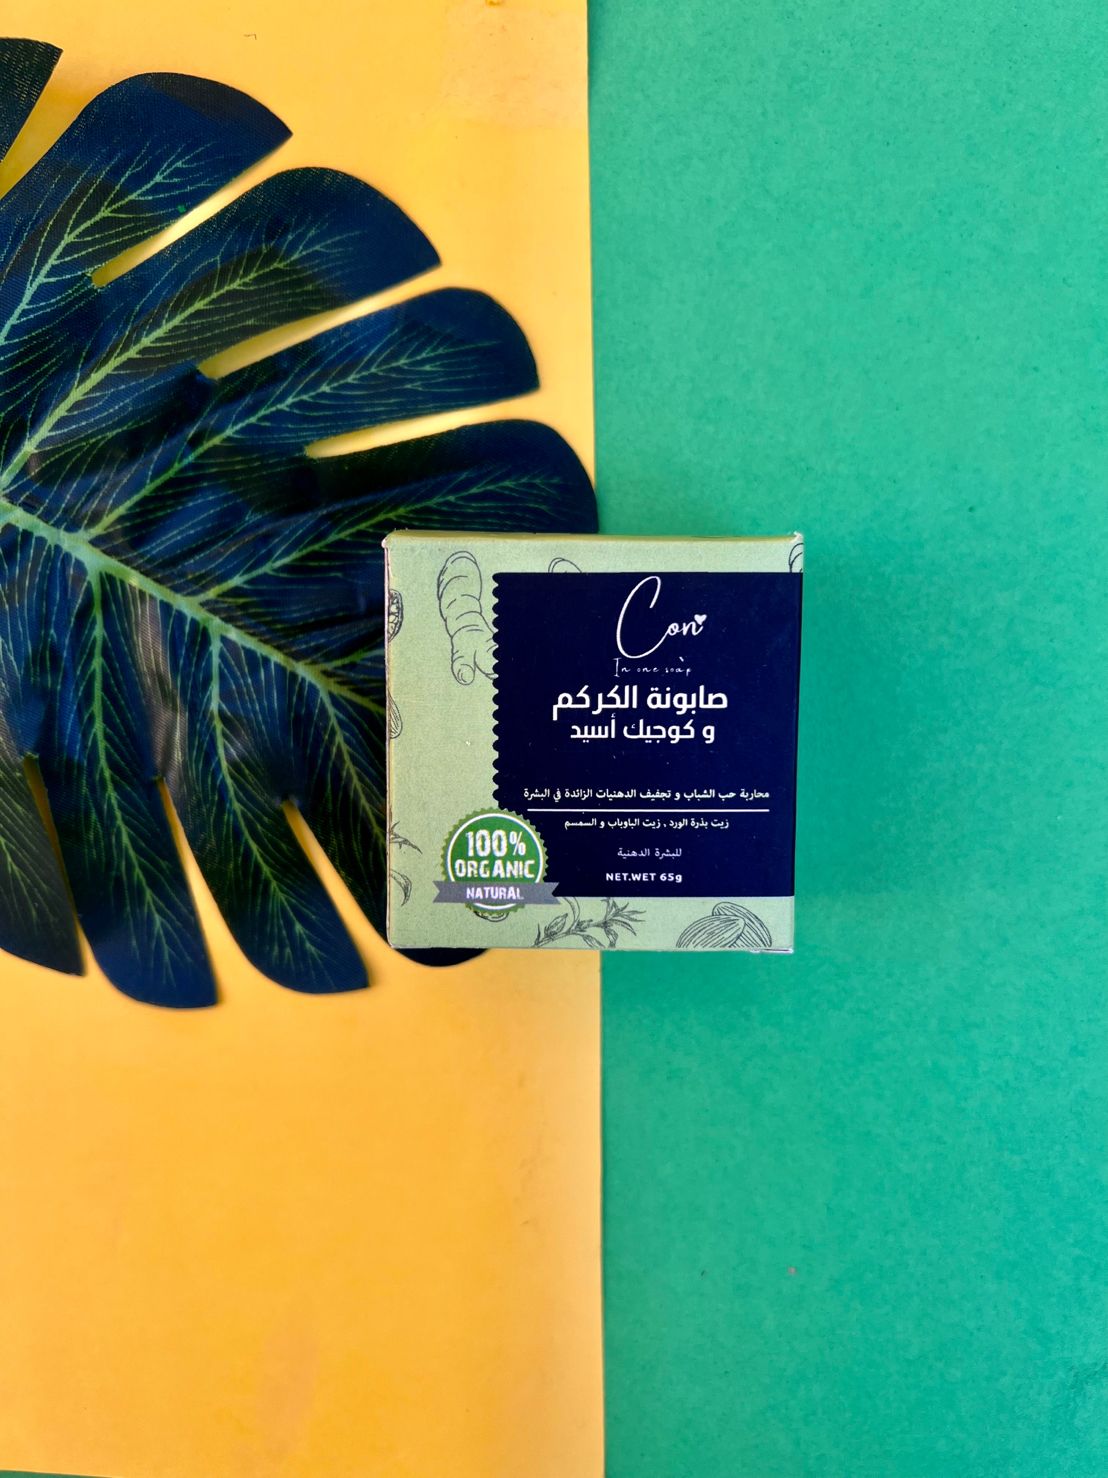 Con
In one soap
صابونة الكركم
و كوجيك أسيد
محاربة حب الشباب و تجفيف الدهنيات الزائدة في البشرة
زيت بذرة الورد ، زيت الباوباب و السمسم
للبشرة الدهنية
NET.WET 65g
100%
ORGANIC
NATURAL